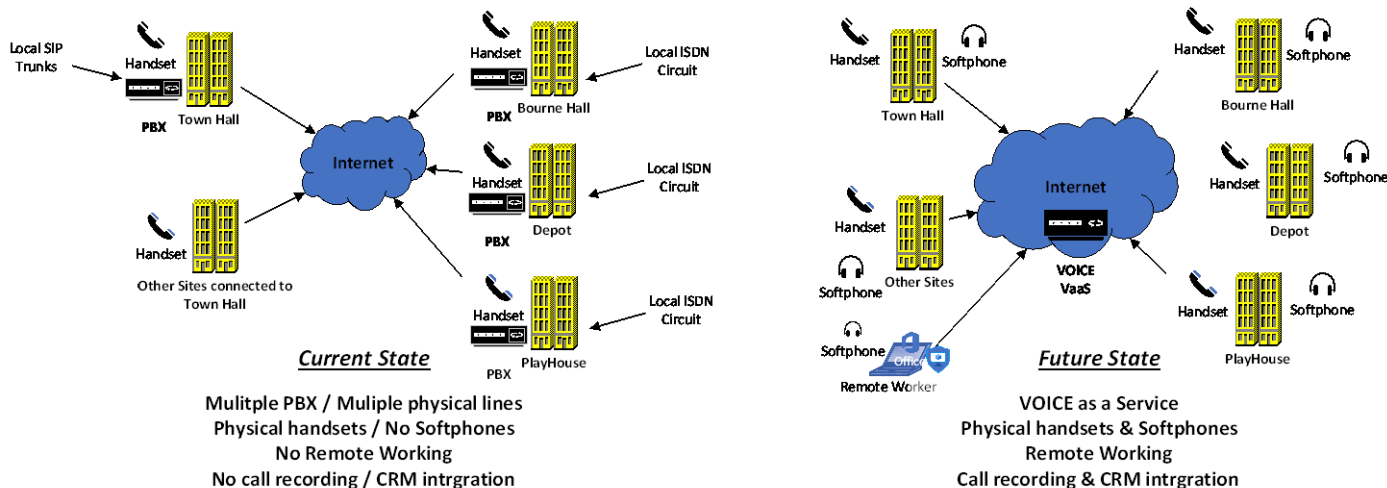 Local SIP
Trunks
Handset
PBX
Town Hall
Handset
Bourne Hall
PBX
Local ISDN
Circuit
Internet
Handset
Depot
PBX
Local ISDN
Circuit
Handset
Other Sites connected to
Town Hall
Handset
PlayHouse
PBX
Local ISDN
Circuit
Current State
Mulitple PBX / Muliple physical lines
Physical handsets / No Softphones
No Remote Working
No call recording / CRM intrgration
Handset
Softphone
Town Hall
Handset
Softphone
Bourne Hall
Internet
Handset
Softphone
Depot
Handset
Other Sites
Softphone
VOICE
VaaS
Handset
Softphone
PlayHouse
Softphone
Office
Remote Worker
Future State
VOICE as a Service
Physical handsets & Softphones
Remote Working
Call recording & CRM intrgration